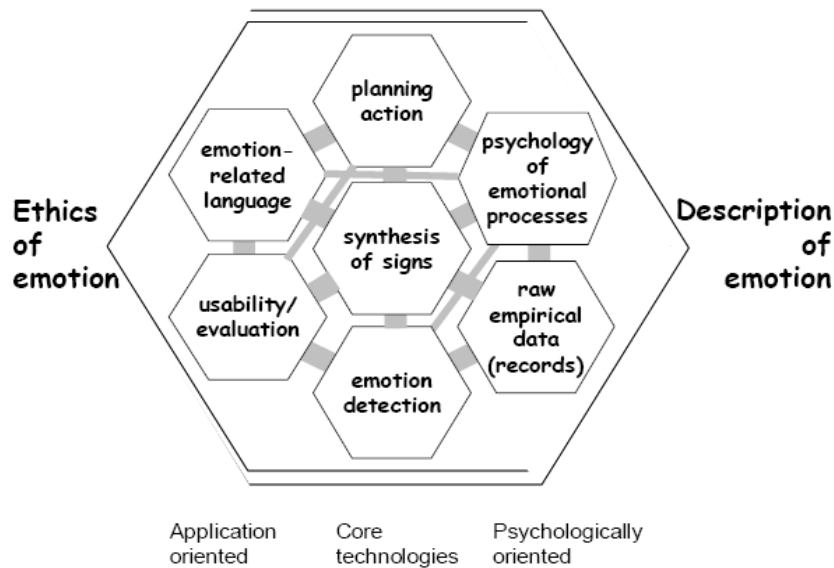 planning
action
emotion-
related
language
psychology
of
emotional
processes
Ethics
of
emotion
synthesis
of signs
Description
of
emotion
usability/
evaluation
raw
empirical
data
(records)
emotion
detection
Application
oriented
Core
technologies
Psychologically
oriented